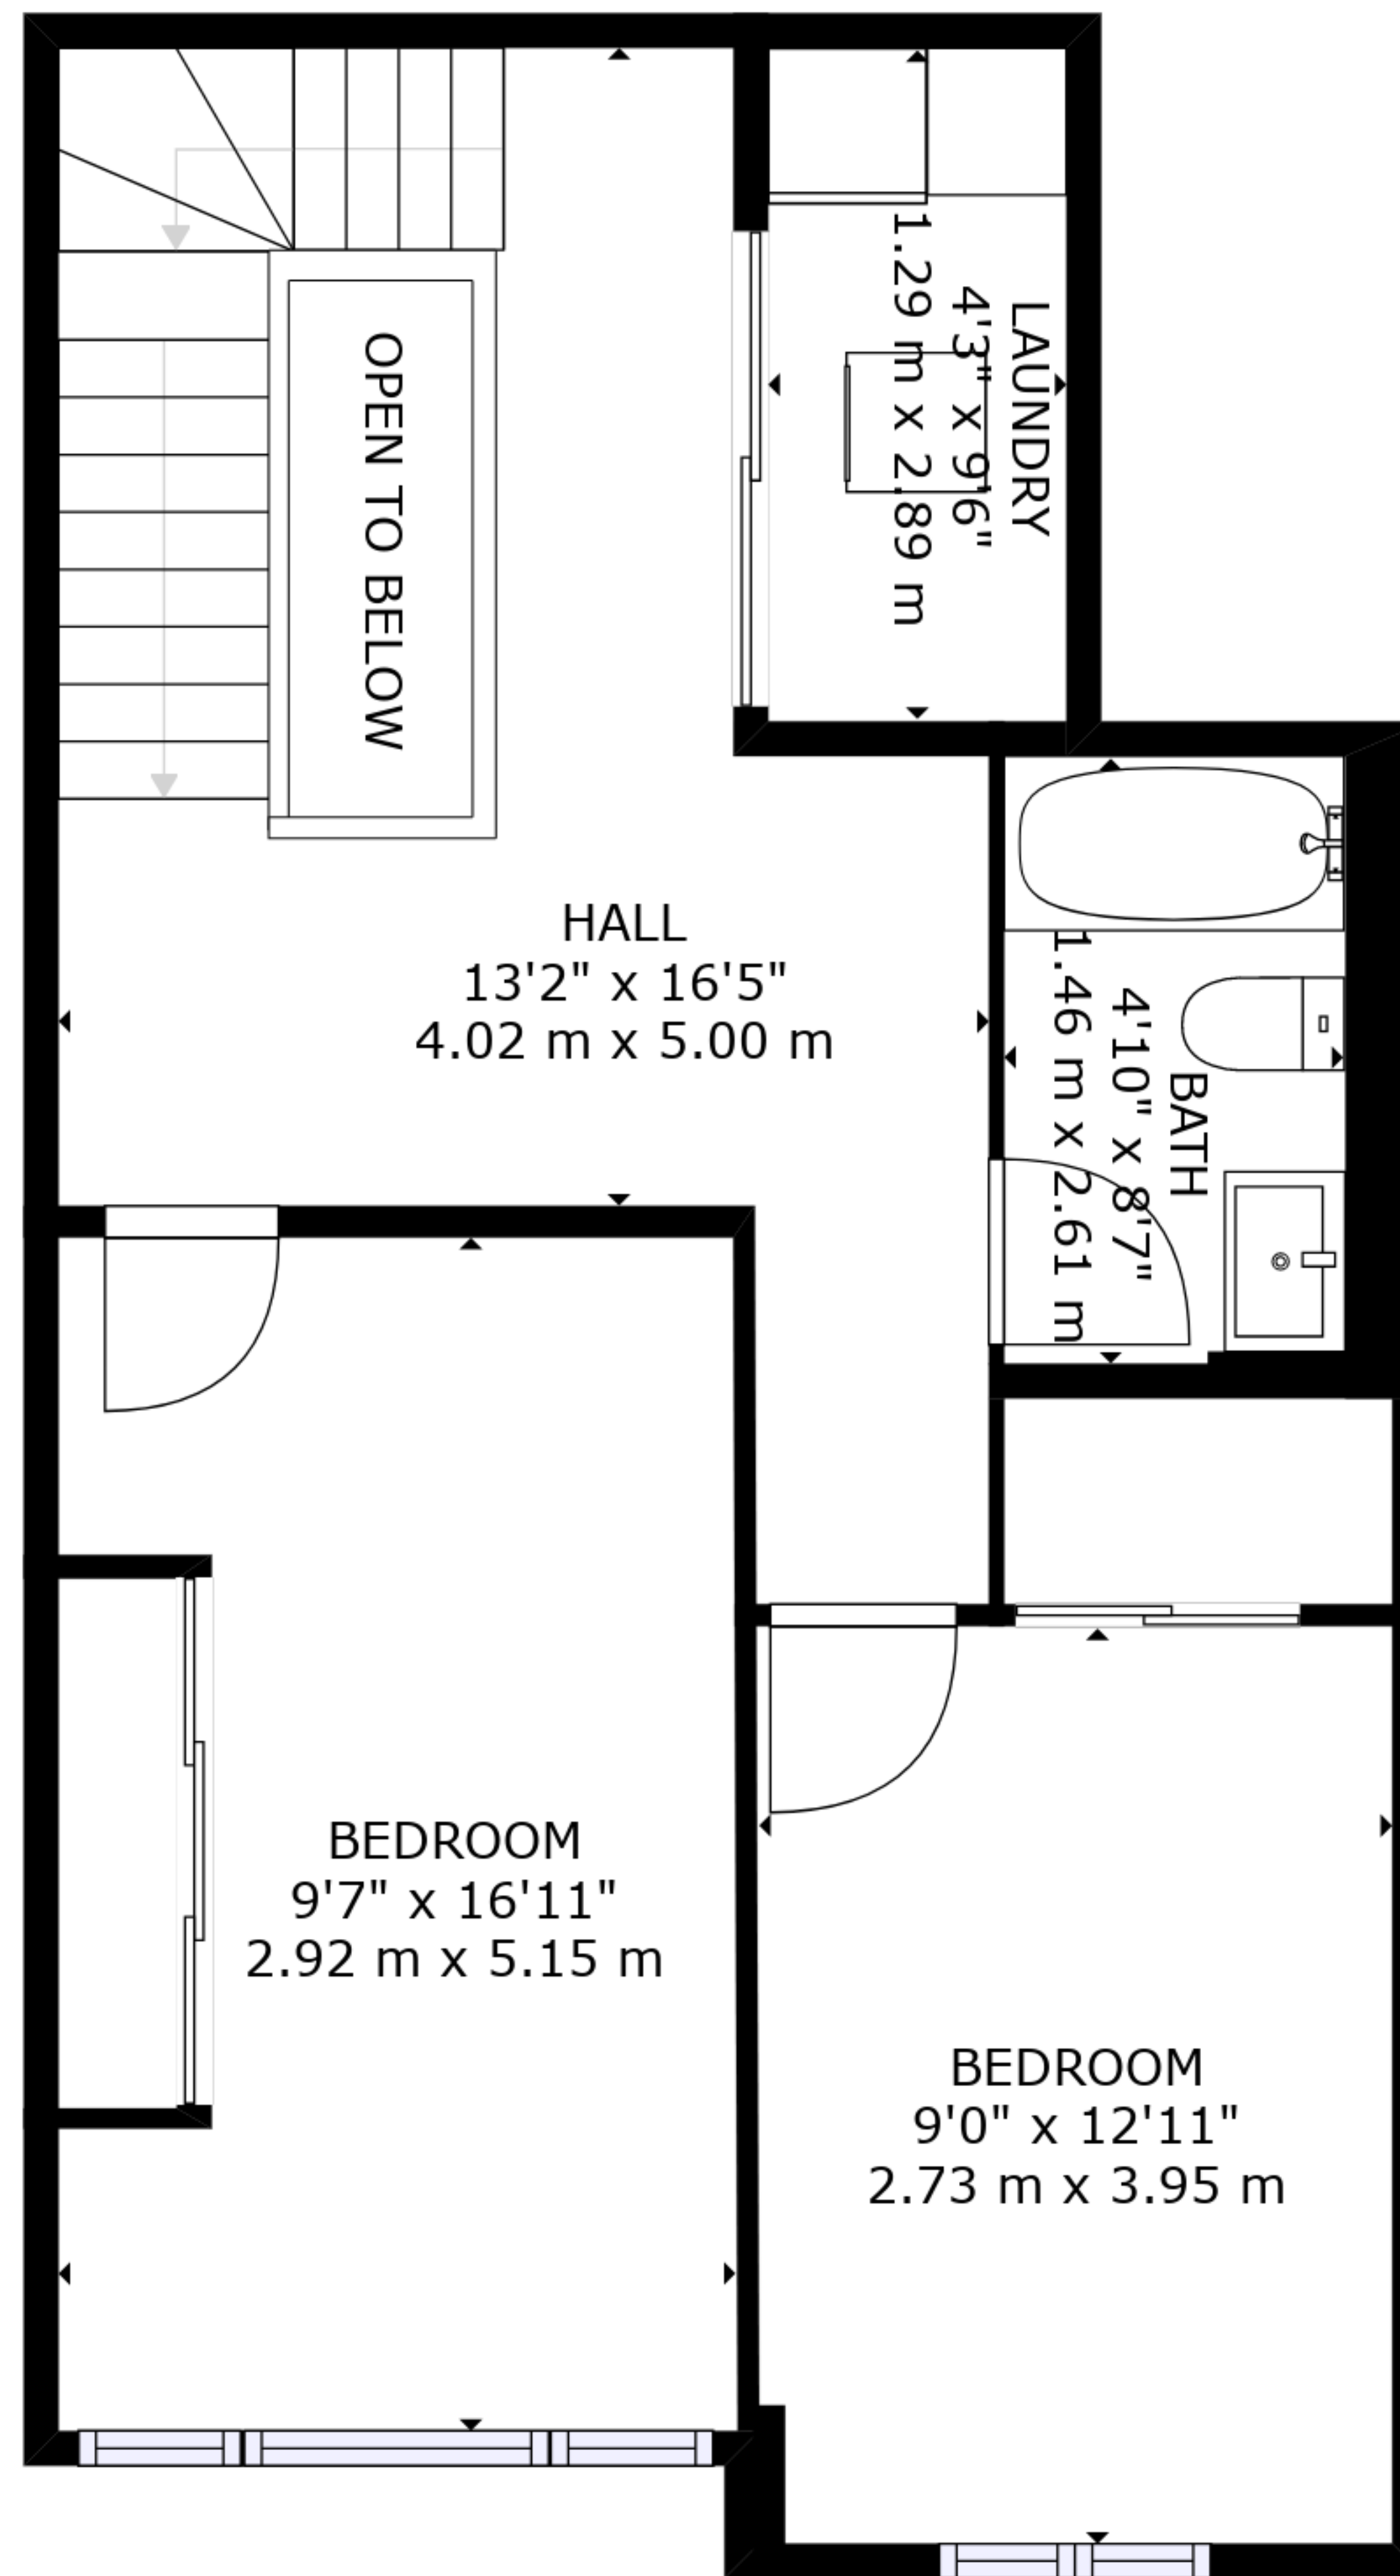 LAUNDRY
4'3" x 9'6"
1.29 m x 2.89 m
OPEN TO BELOW
HALL
13'2" x 16'5"
4.02 m x 5.00 m
BATH
4'10" x 8'7"
1.46 m x 2.61 m
BEDROOM
9'7" x 16'11"
2.92 m x 5.15 m
BEDROOM
9'0" x 12'11"
2.73 m x 3.95 m